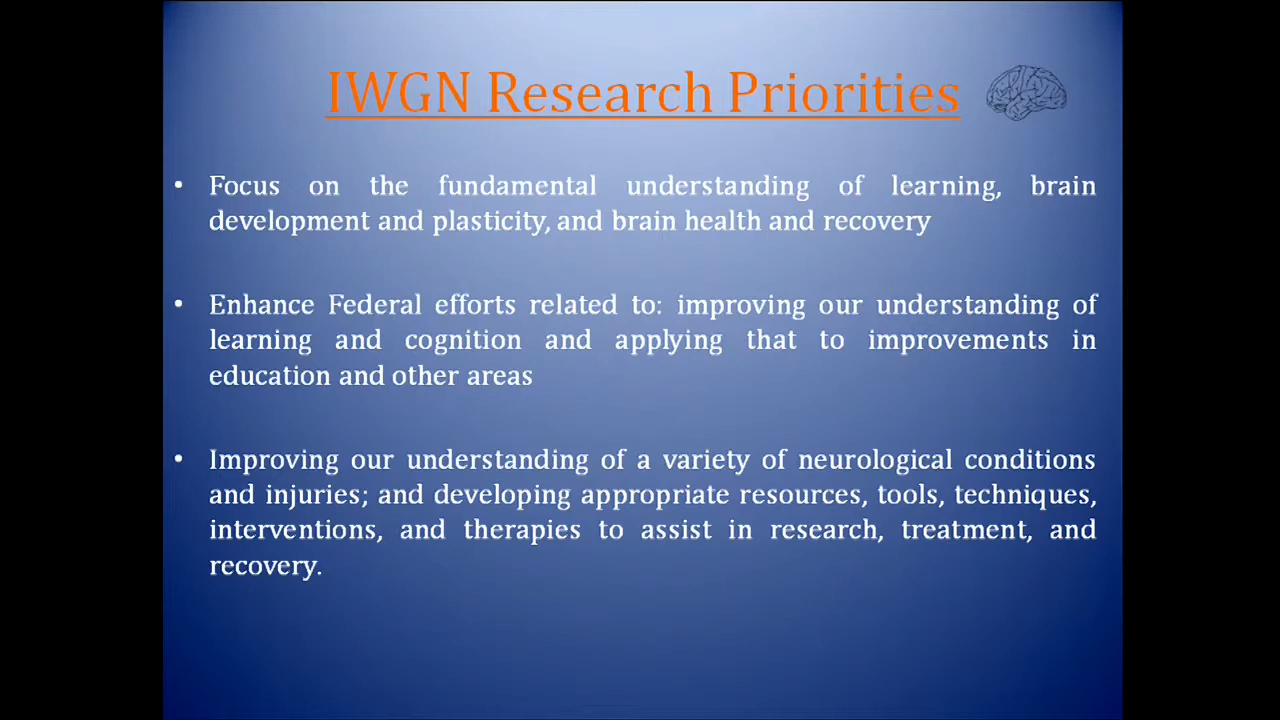 IWGN Research Priorities
• Focus on the fundamental understanding of learning, brain
development and plasticity, and brain health and recovery
• Enhance Federal efforts related to: improving our understanding of
learning and cognition and applying that to improvements in
education and other areas
• Improving our understanding of a variety of neurological conditions
and injuries; and developing appropriate resources, tools, techniques,
interventions, and therapies to assist in research, treatment, and
recovery.